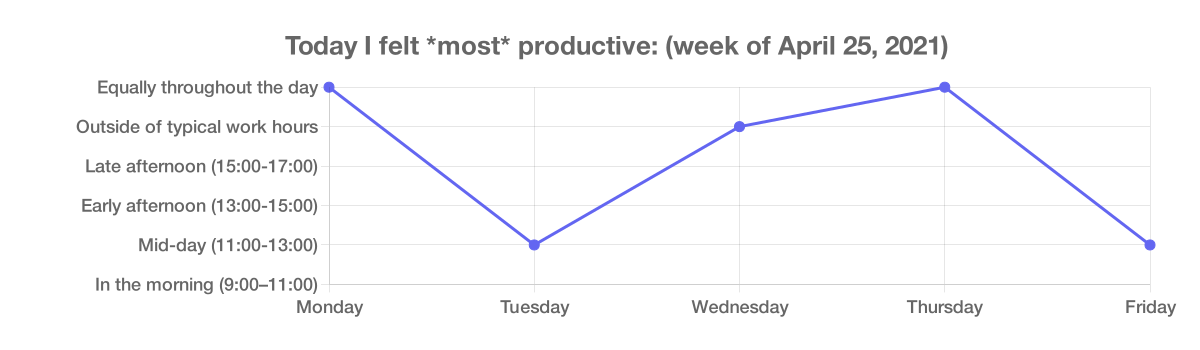 Today I felt *most* productive: (week of April 25, 2021)
Equally throughout the day
Outside of typical work hours
Late afternoon (15:00-17:00)
Early afternoon (13:00-15:00)
Mid-day (11:00-13:00)
In the morning (9:00–11:00)
Monday Tuesday Wednesday Thursday Friday